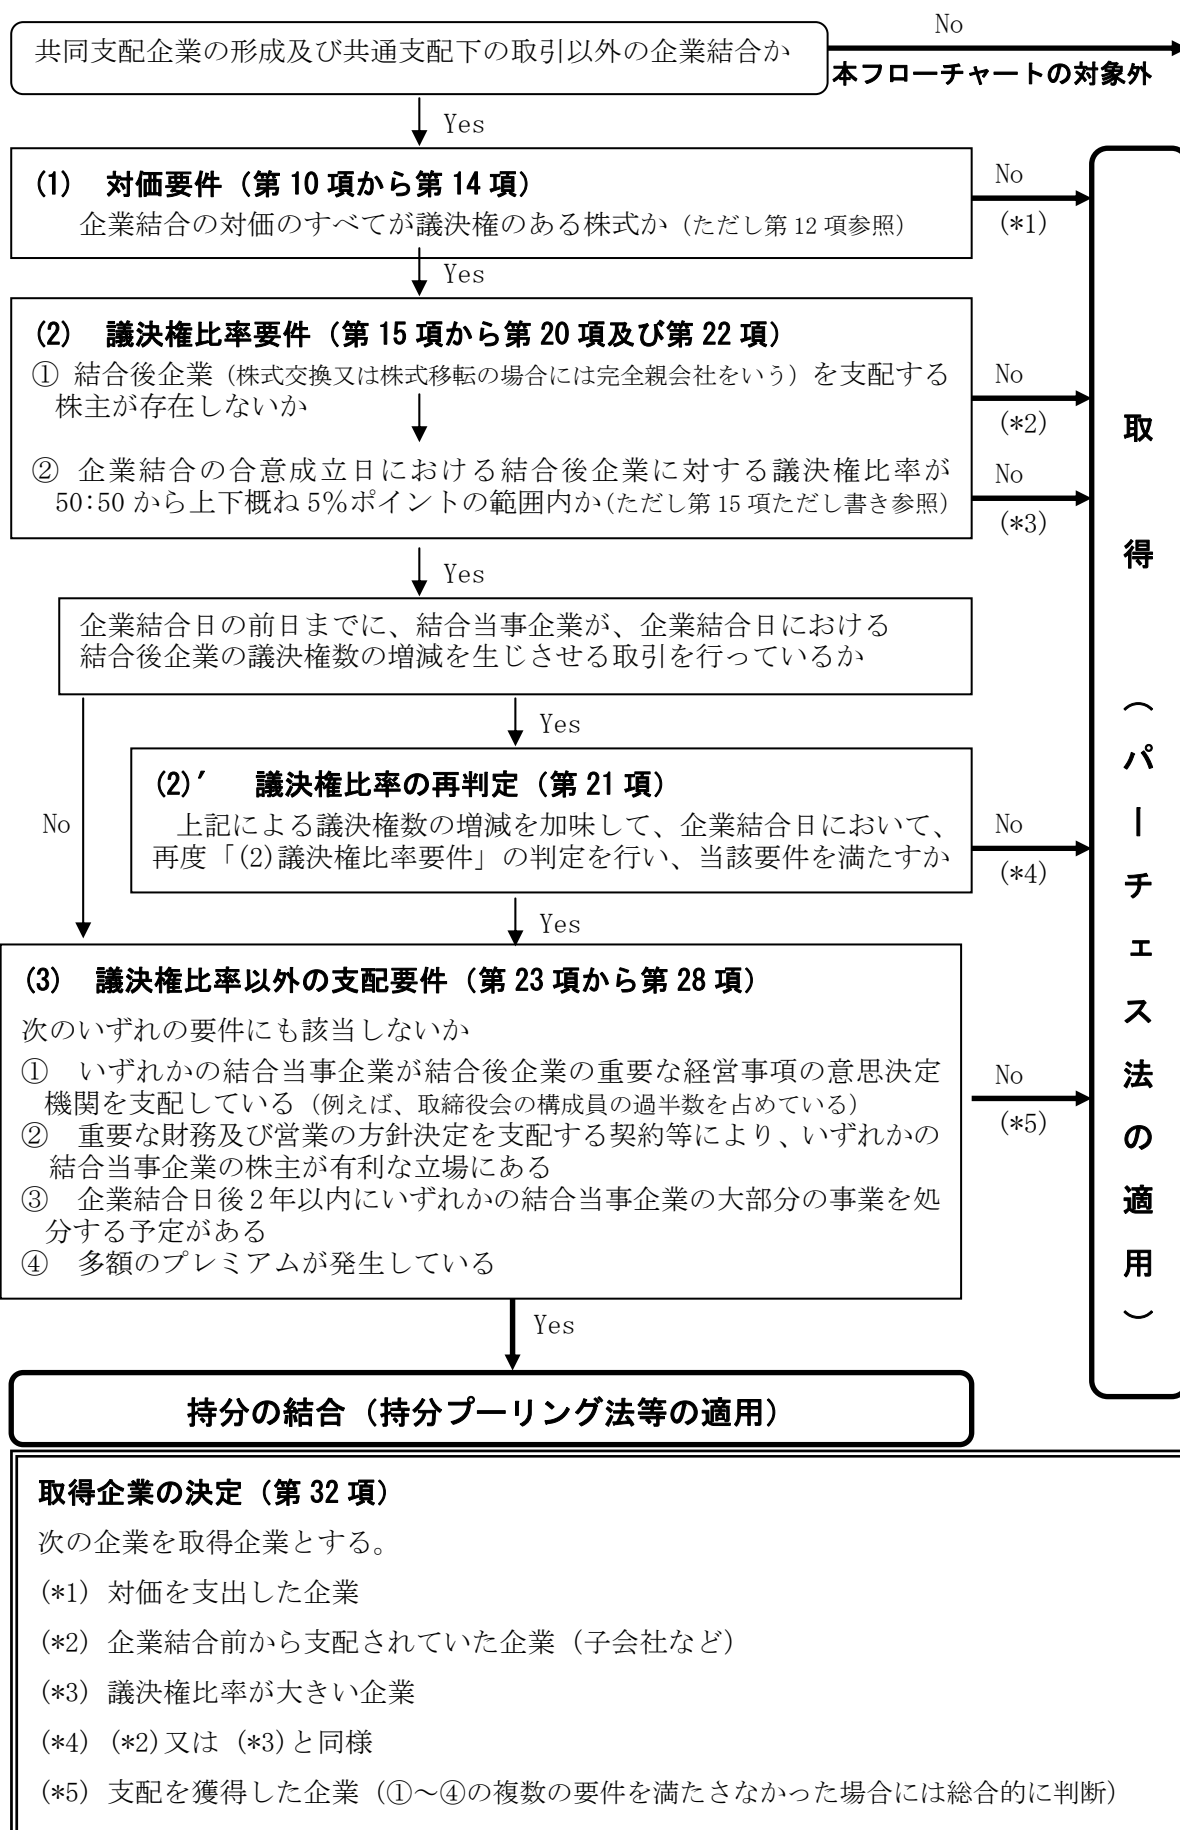 共同支配企業の形成及び共通支配下の取引以外の企業結合か
No
本フローチャートの対象外
Yes
(1) 対価要件（第 10 項から第 14 項）
企業結合の対価のすべてが議決権のある株式か（ただし第 12 項参照）
No
(*1)
Yes
(2) 議決権比率要件（第 15 項から第 20 項及び第 22 項）
① 結合後企業（株式交換又は株式移転の場合には完全親会社をいう）を支配する
株主が存在しないか
No
(*2)
② 企業結合の合意成立日における結合後企業に対する議決権比率が
50:50 から上下概ね 5%ポイントの範囲内か(ただし第 15 項ただし書き参照)
No
(*3)
Yes
企業結合日の前日までに、結合当事企業が、企業結合日における
結合後企業の議決権数の増減を生じさせる取引を行っているか
Yes
No
(2)′ 議決権比率の再判定（第 21 項）
上記による議決権数の増減を加味して、企業結合日において、
再度「(2)議決権比率要件」の判定を行い、当該要件を満たすか
No
(*4)
Yes
(3) 議決権比率以外の支配要件（第 23 項から第 28 項）
次のいずれの要件にも該当しないか
① いずれかの結合当事企業が結合後企業の重要な経営事項の意思決定
機関を支配している（例えば、取締役会の構成員の過半数を占めている）
② 重要な財務及び営業の方針決定を支配する契約等により、いずれかの
結合当事企業の株主が有利な立場にある
③ 企業結合日後 2 年以内にいずれかの結合当事企業の大部分の事業を処
分する予定がある
④ 多額のプレミアムが発生している
No
(*5)
Yes
取得（パーチェス法の適用）
持分の結合（持分プーリング法等の適用）
取得企業の決定（第 32 項）
次の企業を取得企業とする。
(*1) 対価を支出した企業
(*2) 企業結合前から支配されていた企業（子会社など）
(*3) 議決権比率が大きい企業
(*4) (*2)又は (*3)と同様
(*5) 支配を獲得した企業（①～④の複数の要件を満たさなかった場合には総合的に判断）